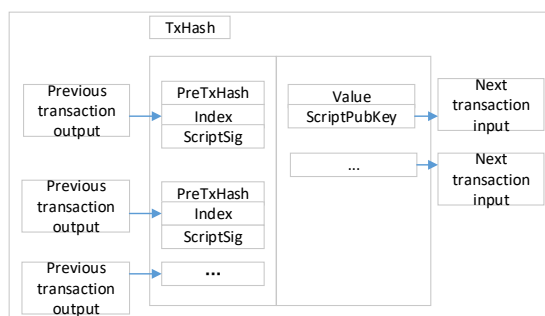 TxHash
Previous
transaction
output
PreTxHash
Index
ScriptSig
Value
ScriptPubKey
Next
transaction
input
...
Next
transaction
input
Previous
transaction
output
PreTxHash
Index
ScriptSig
Previous
transaction
output
...